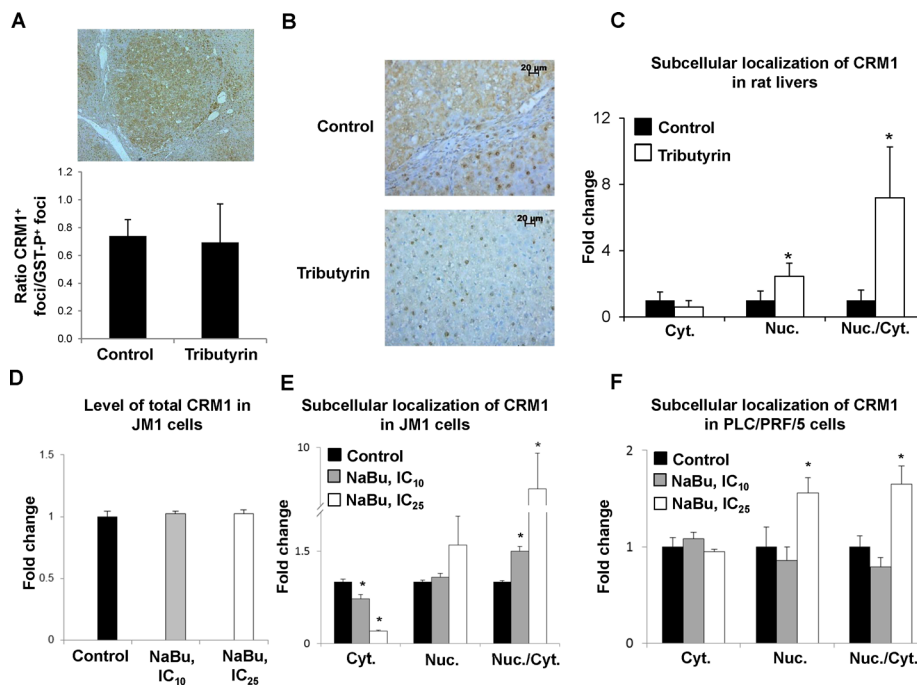 A
1.2
1.0
0.8
0.6
0.4
0.2
0.0
Ratio CRM1⁺
foci/GST-P⁺ foci
Control
Tributyrin
B
20 µm
Control
20 µm
Tributyrin
C
Subcellular localization of CRM1
in rat livers
Control
Tributyrin
12
8
4
0
Fold change
*
*
Cyt.
Nuc.
Nuc./Cyt.
D
Level of total CRM1 in
JM1 cells
1.5
1
0.5
0
Fold change
Control
NaBu,
IC₁₀
NaBu,
IC₂₅
E
Subcellular localization of CRM1
in JM1 cells
Control
NaBu, IC₁₀
NaBu, IC₂₅
10
1.5
0
Fold change
*
*
*
*
Cyt.
Nuc.
Nuc./Cyt.
F
Subcellular localization of CRM1
in PLC/PRF/5 cells
Control
NaBu, IC₁₀
NaBu, IC₂₅
2
1
0
Fold change
*
*
Cyt.
Nuc.
Nuc./Cyt.